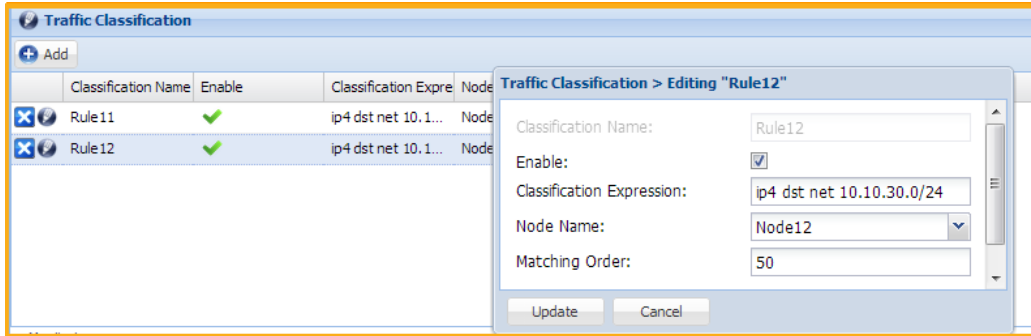 Traffic Classification
Add
Classification Name Enable Classification Expre Node
Rule11 ip4 dst net 10.1... Node
Rule12 ip4 dst net 10.1... Node
Traffic Classification > Editing "Rule12"
Classification Name: Rule12
Enable:
Classification Expression: ip4 dst net 10.10.30.0/24
Node Name: Node12
Matching Order: 50
Update Cancel